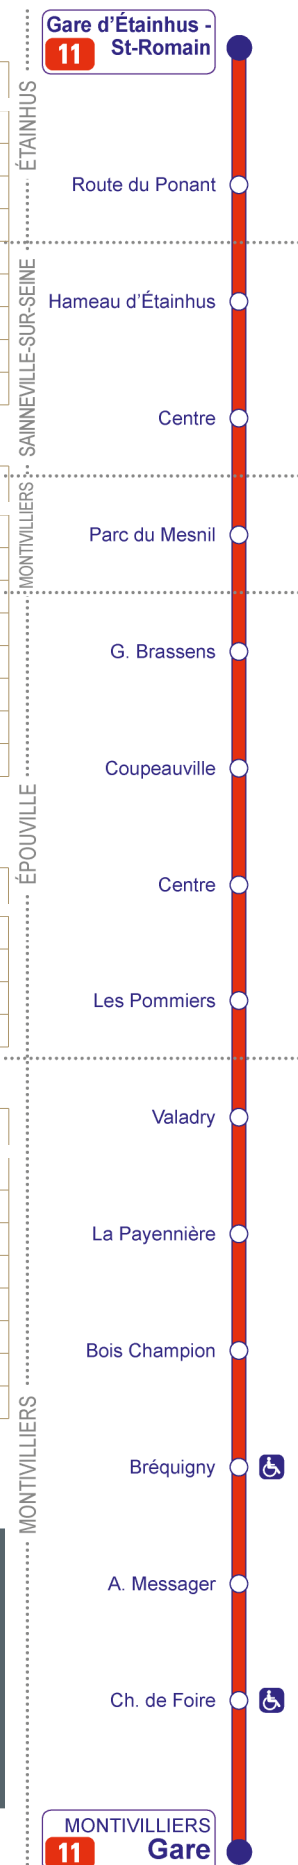 Gare d'Étainhus -
11 St-Romain
ÉTAINHUS
Route du Ponant
SAINNEVILLE-SUR-SEINE
Hameau d'Étainhus
Centre
MONTIVILLIERS
Parc du Mesnil
ÉPOUVILLE
G. Brassens
Coupeauville
Centre
Les Pommiers
MONTIVILLIERS
Valadry
La Payennière
Bois Champion
Bréquigny
A. Messager
Ch. de Foire
MONTIVILLIERS
11 Gare